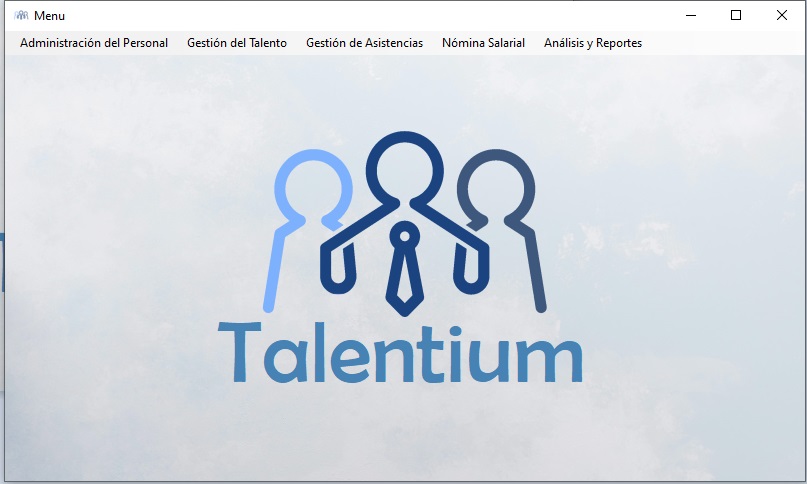 Menu
Administración del Personal Gestión del Talento Gestión de Asistencias Nómina Salarial Análisis y Reportes
Talentium